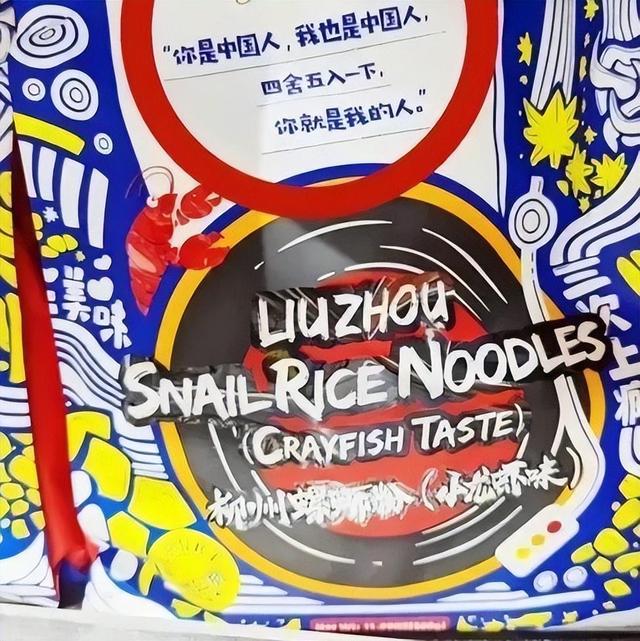 “你是中国人,我也是中国人,
四舍五入一下,
你就是我的人。”
美味
LIUZHOU
SNAIL RICE NOODLES
(CRAYFISH TASTE)
柳州螺蛳粉(小龙虾味)